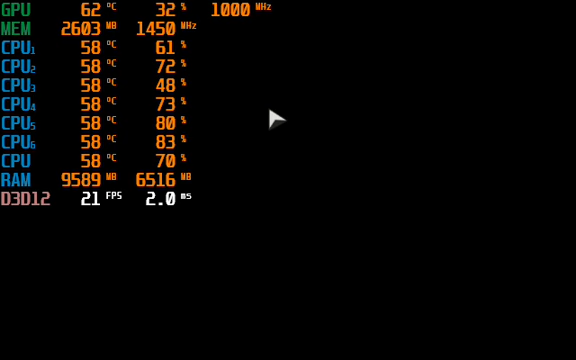 GPU 62 °C 32 % 1000 MHz
MEM 2603 MB 1450 MHz
CPU1 58 °C 61 %
CPU2 58 °C 72 %
CPU3 58 °C 48 %
CPU4 58 °C 73 %
CPU5 58 °C 80 %
CPU6 58 °C 83 %
CPU 58 °C 70 %
RAM 9589 MB 6516 MB
D3D12 21 FPS 2.0 ms